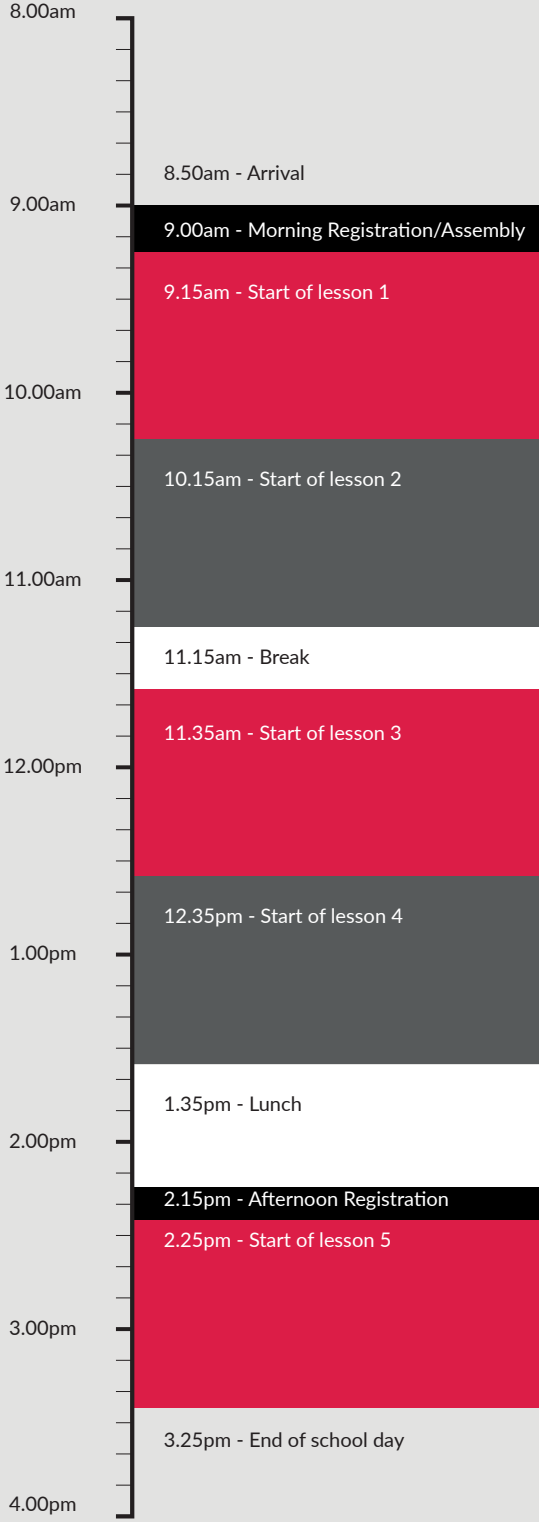 8.00am
8.50am - Arrival
9.00am
9.00am - Morning Registration/Assembly
9.15am - Start of lesson 1
10.00am
10.15am - Start of lesson 2
11.00am
11.15am - Break
11.35am - Start of lesson 3
12.00pm
12.35pm - Start of lesson 4
1.00pm
1.35pm - Lunch
2.00pm
2.15pm - Afternoon Registration
2.25pm - Start of lesson 5
3.00pm
3.25pm - End of school day
4.00pm